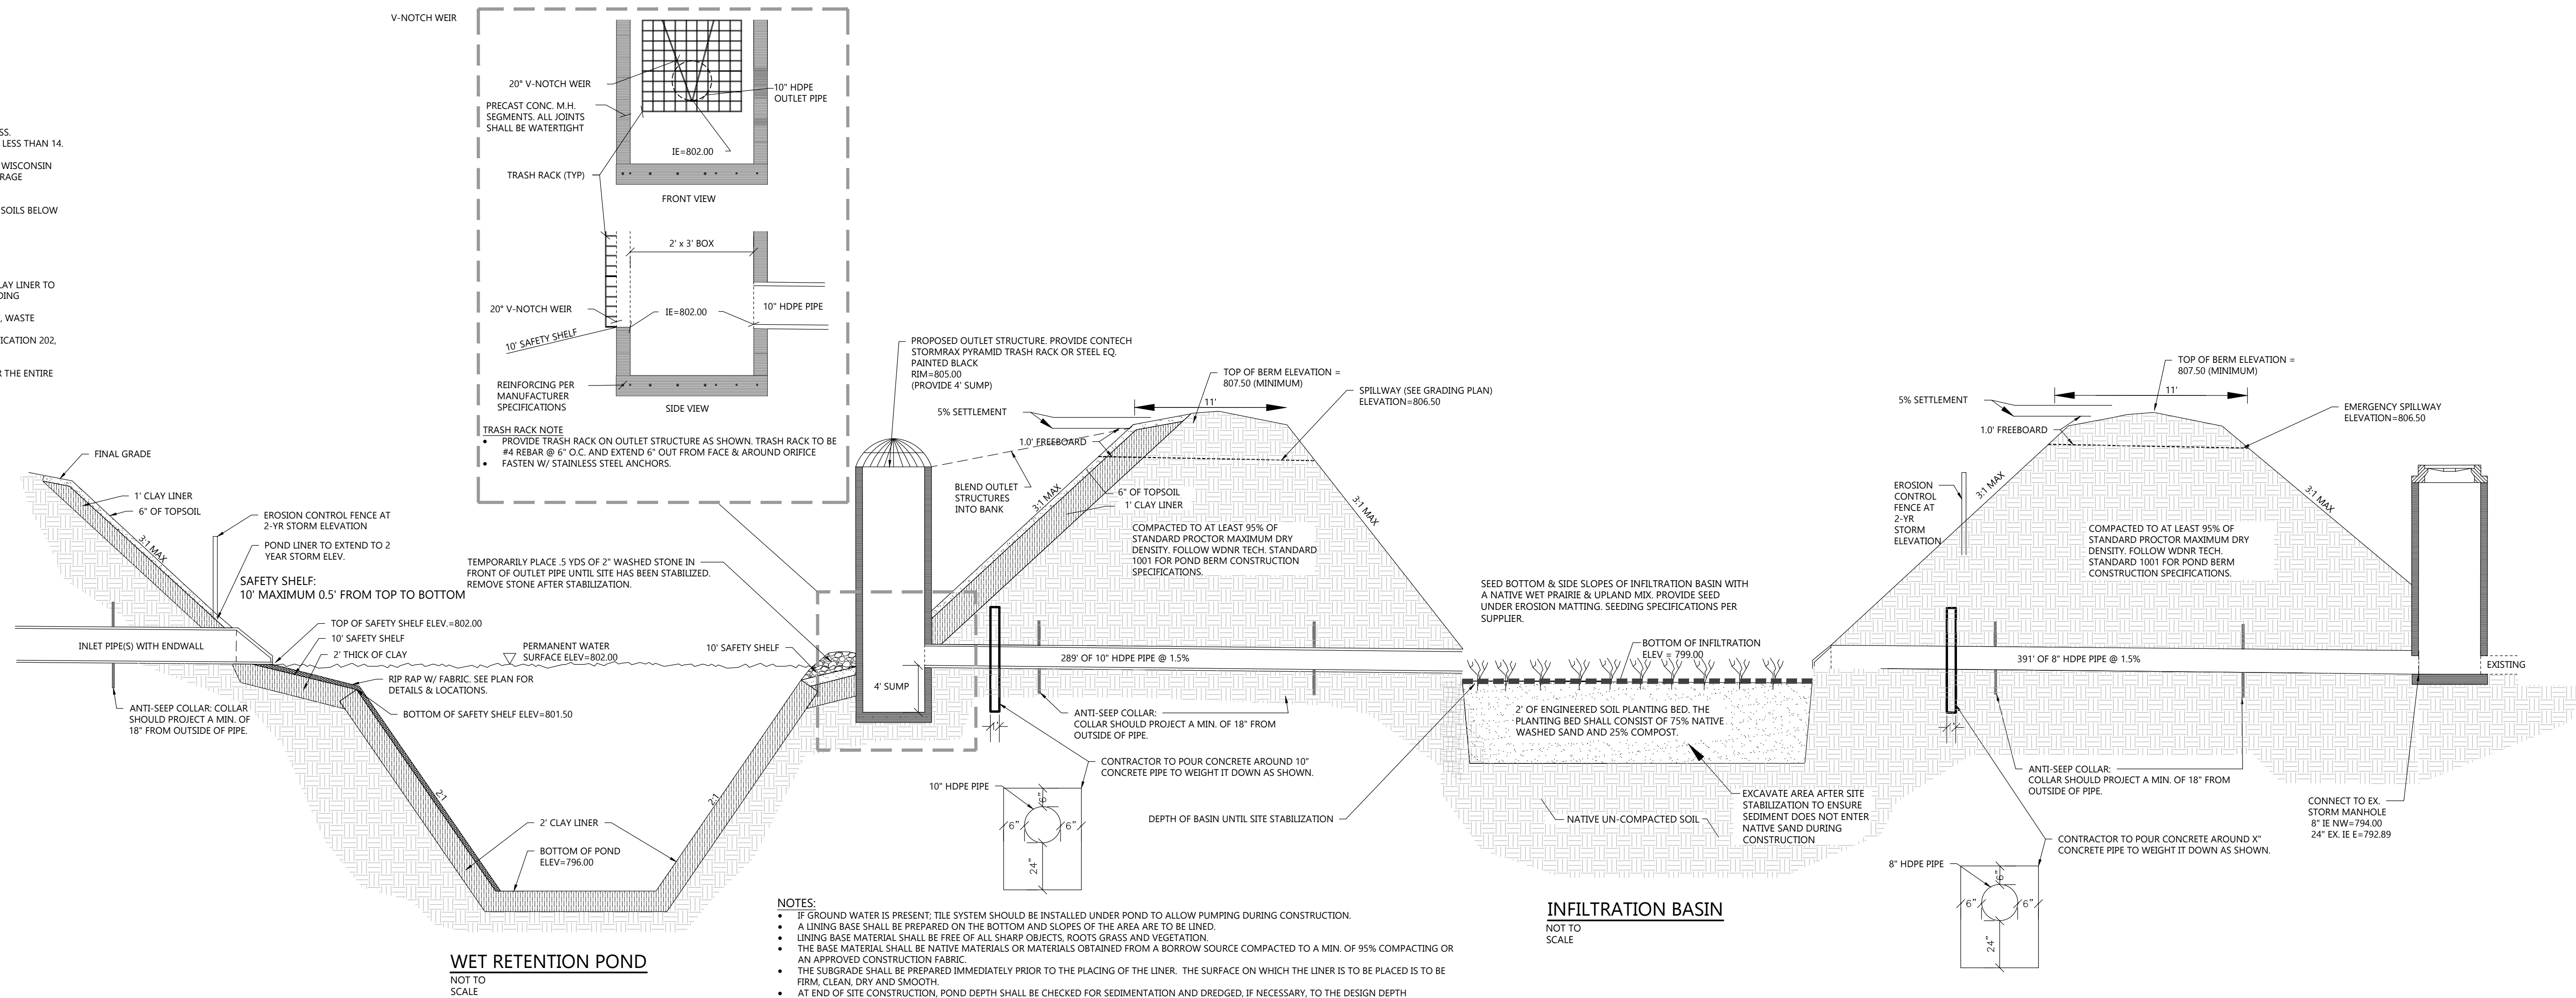 SS.
LESS THAN 14.
WISCONSIN
RAGE
SOILS BELOW
LAY LINER TO
DING
, WASTE
ICATION 202,
R THE ENTIRE
V-NOTCH WEIR
20° V-NOTCH WEIR
10" HDPE
OUTLET PIPE
PRECAST CONC. M.H.
SEGMENTS. ALL JOINTS
SHALL BE WATERTIGHT
IE=802.00
TRASH RACK (TYP)
FRONT VIEW
2' x 3' BOX
20° V-NOTCH WEIR
IE=802.00
10" HDPE PIPE
10' SAFETY SHELF
REINFORCING PER
MANUFACTURER
SPECIFICATIONS
SIDE VIEW
TRASH RACK NOTE
• PROVIDE TRASH RACK ON OUTLET STRUCTURE AS SHOWN. TRASH RACK TO BE
#4 REBAR @ 6" O.C. AND EXTEND 6" OUT FROM FACE & AROUND ORIFICE
• FASTEN W/ STAINLESS STEEL ANCHORS.
FINAL GRADE
1' CLAY LINER
6" OF TOPSOIL
3:1 MAX
EROSION CONTROL FENCE AT
2-YR STORM ELEVATION
POND LINER TO EXTEND TO 2
YEAR STORM ELEV.
SAFETY SHELF:
10' MAXIMUM 0.5' FROM TOP TO BOTTOM
TEMPORARILY PLACE .5 YDS OF 2" WASHED STONE IN
FRONT OF OUTLET PIPE UNTIL SITE HAS BEEN STABILIZED.
REMOVE STONE AFTER STABILIZATION.
TOP OF SAFETY SHELF ELEV.=802.00
10' SAFETY SHELF
2' THICK OF CLAY
INLET PIPE(S) WITH ENDWALL
PERMANENT WATER
SURFACE ELEV=802.00
10' SAFETY SHELF
RIP RAP W/ FABRIC. SEE PLAN FOR
DETAILS & LOCATIONS.
BOTTOM OF SAFETY SHELF ELEV=801.50
ANTI-SEEP COLLAR: COLLAR
SHOULD PROJECT A MIN. OF
18" FROM OUTSIDE OF PIPE.
2:1
2:1
2' CLAY LINER
BOTTOM OF POND
ELEV=796.00
WET RETENTION POND
NOT TO
SCALE
PROPOSED OUTLET STRUCTURE. PROVIDE CONTECH
STORMRAX PYRAMID TRASH RACK OR STEEL EQ.
PAINTED BLACK
RIM=805.00
(PROVIDE 4' SUMP)
5% SETTLEMENT
11'
TOP OF BERM ELEVATION =
807.50 (MINIMUM)
SPILLWAY (SEE GRADING PLAN)
ELEVATION=806.50
1.0' FREEBOARD
BLEND OUTLET
STRUCTURES
INTO BANK
3:1 MAX
6" OF TOPSOIL
1' CLAY LINER
3:1 MAX
COMPACTED TO AT LEAST 95% OF
STANDARD PROCTOR MAXIMUM DRY
DENSITY. FOLLOW WDNR TECH. STANDARD
1001 FOR POND BERM CONSTRUCTION
SPECIFICATIONS.
4' SUMP
289' OF 10" HDPE PIPE @ 1.5%
ANTI-SEEP COLLAR:
COLLAR SHOULD PROJECT A MIN. OF 18" FROM
OUTSIDE OF PIPE.
1'
CONTRACTOR TO POUR CONCRETE AROUND 10"
CONCRETE PIPE TO WEIGHT IT DOWN AS SHOWN.
10" HDPE PIPE
6"
6"
6"
24"
NOTES:
• IF GROUND WATER IS PRESENT; TILE SYSTEM SHOULD BE INSTALLED UNDER POND TO ALLOW PUMPING DURING CONSTRUCTION.
• A LINING BASE SHALL BE PREPARED ON THE BOTTOM AND SLOPES OF THE AREA ARE TO BE LINED.
• LINING BASE MATERIAL SHALL BE FREE OF ALL SHARP OBJECTS, ROOTS GRASS AND VEGETATION.
• THE BASE MATERIAL SHALL BE NATIVE MATERIALS OR MATERIALS OBTAINED FROM A BORROW SOURCE COMPACTED TO A MIN. OF 95% COMPACTING OR
AN APPROVED CONSTRUCTION FABRIC.
• THE SUBGRADE SHALL BE PREPARED IMMEDIATELY PRIOR TO THE PLACING OF THE LINER. THE SURFACE ON WHICH THE LINER IS TO BE PLACED IS TO BE
FIRM, CLEAN, DRY AND SMOOTH.
• AT END OF SITE CONSTRUCTION, POND DEPTH SHALL BE CHECKED FOR SEDIMENTATION AND DREDGED, IF NECESSARY, TO THE DESIGN DEPTH
SEED BOTTOM & SIDE SLOPES OF INFILTRATION BASIN WITH
A NATIVE WET PRAIRIE & UPLAND MIX. PROVIDE SEED
UNDER EROSION MATTING. SEEDING SPECIFICATIONS PER
SUPPLIER.
BOTTOM OF INFILTRATION
ELEV = 799.00
2' OF ENGINEERED SOIL PLANTING BED. THE
PLANTING BED SHALL CONSIST OF 75% NATIVE
WASHED SAND AND 25% COMPOST.
DEPTH OF BASIN UNTIL SITE STABILIZATION
NATIVE UN-COMPACTED SOIL
EXCAVATE AREA AFTER SITE
STABILIZATION TO ENSURE
SEDIMENT DOES NOT ENTER
NATIVE SAND DURING
CONSTRUCTION
INFILTRATION BASIN
NOT TO
SCALE
TOP OF BERM ELEVATION =
807.50 (MINIMUM)
11'
5% SETTLEMENT
1.0' FREEBOARD
EMERGENCY SPILLWAY
ELEVATION=806.50
EROSION
CONTROL
FENCE AT
2-YR
STORM
ELEVATION
3:1 MAX
3:1 MAX
COMPACTED TO AT LEAST 95% OF
STANDARD PROCTOR MAXIMUM DRY
DENSITY. FOLLOW WDNR TECH.
STANDARD 1001 FOR POND BERM
CONSTRUCTION SPECIFICATIONS.
391' OF 8" HDPE PIPE @ 1.5%
EXISTING
1'
ANTI-SEEP COLLAR:
COLLAR SHOULD PROJECT A MIN. OF 18" FROM
OUTSIDE OF PIPE.
CONNECT TO EX.
STORM MANHOLE
8" IE NW=794.00
24" EX. IE E=792.89
CONTRACTOR TO POUR CONCRETE AROUND X"
CONCRETE PIPE TO WEIGHT IT DOWN AS SHOWN.
8" HDPE PIPE
6"
6"
6"
24"